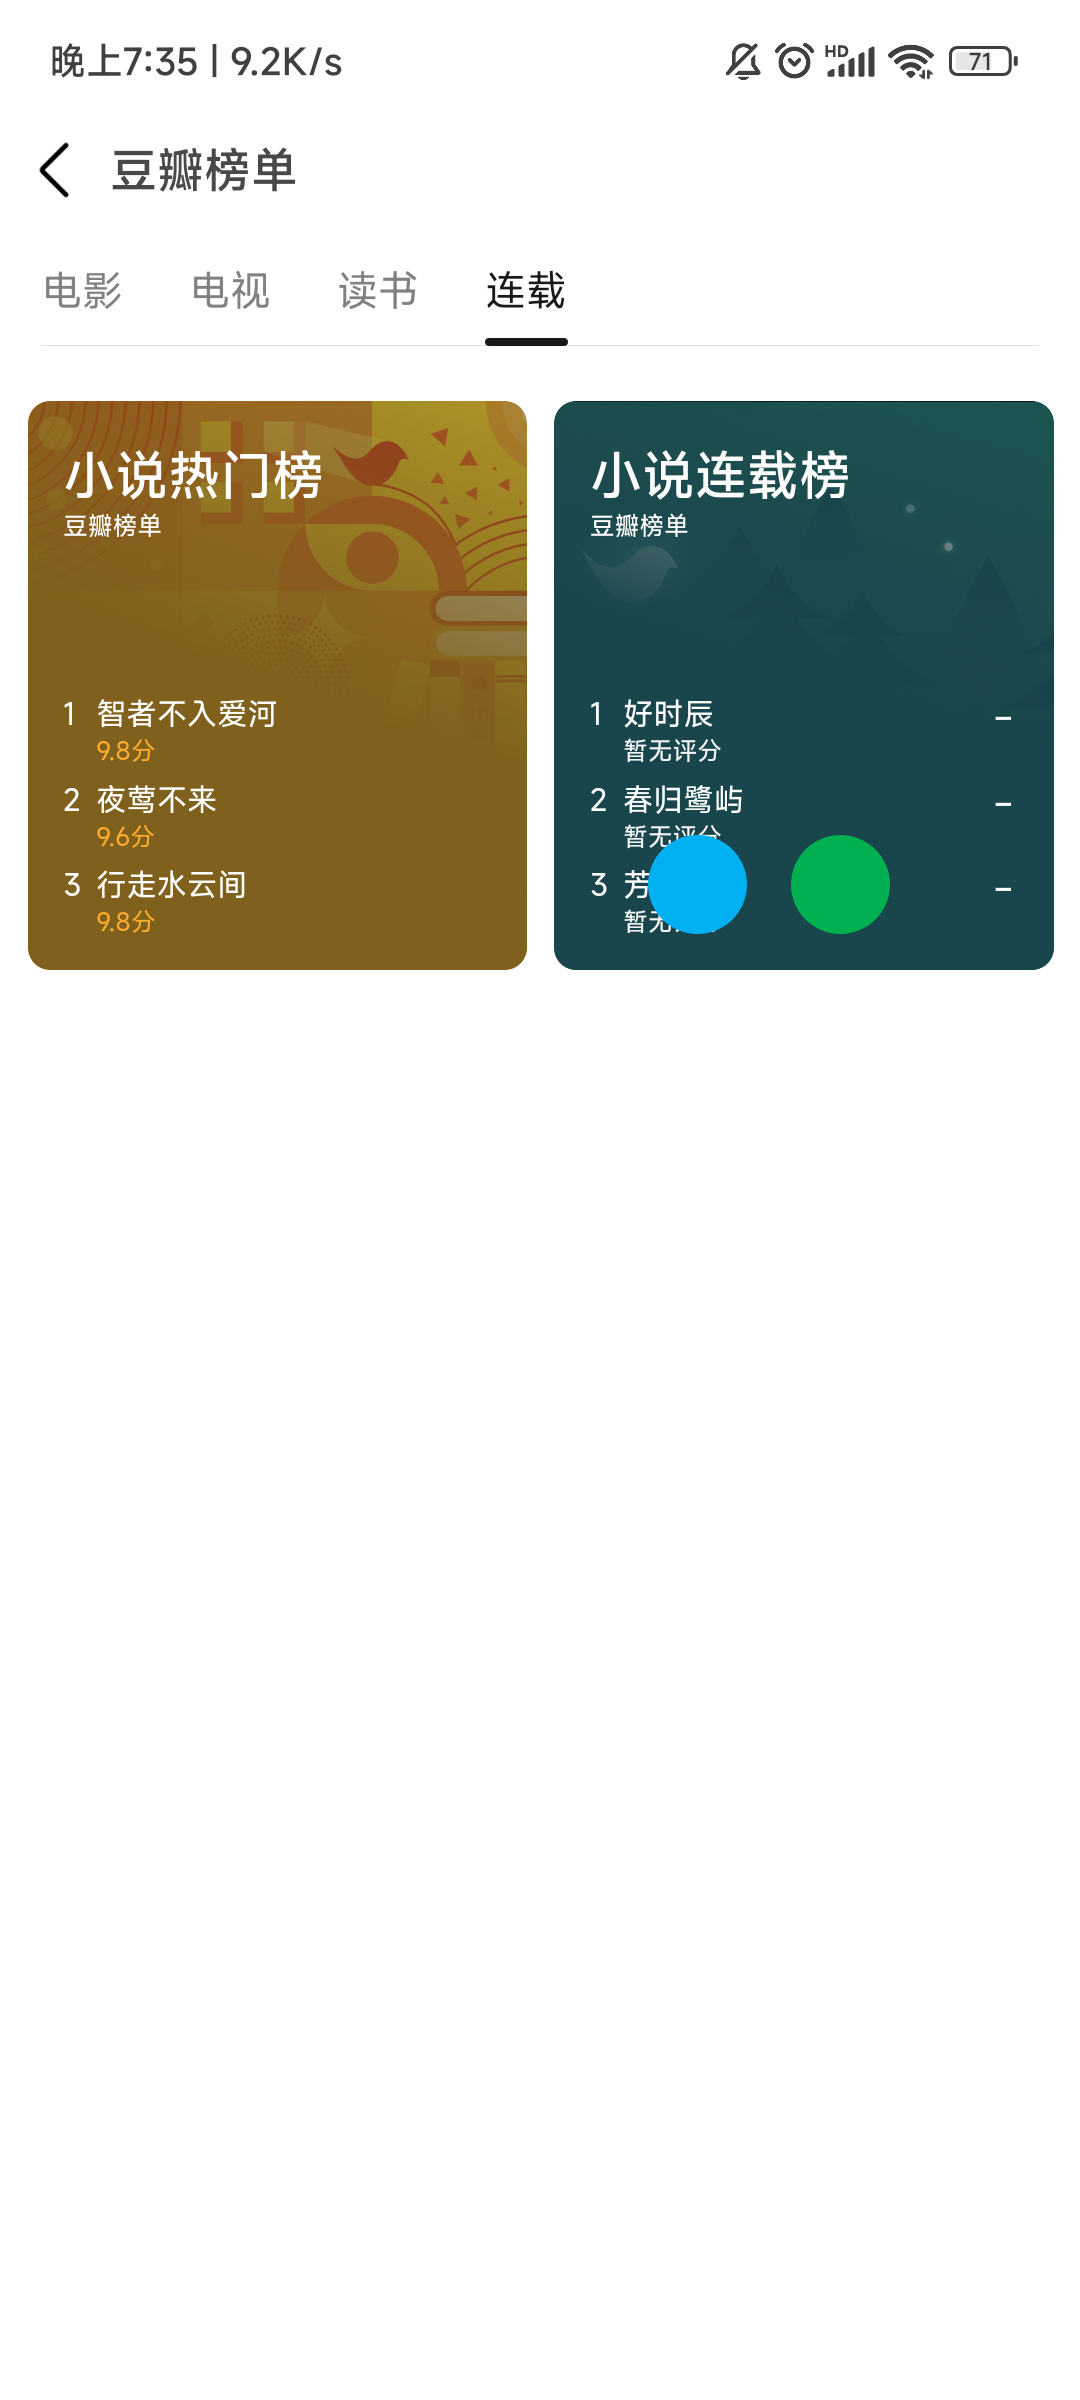 晚上7:35 | 9.2K/s
HD
71
豆瓣榜单
电影 电视 读书 连载
小说热门榜
豆瓣榜单
1 智者不入爱河
9.8分
2 夜莺不来
9.6分
3 行走水云间
9.8分
小说连载榜
豆瓣榜单
1 好时辰 –
暂无评分
2 春归鹭屿 –
暂无评分
3 芳 –
暂无